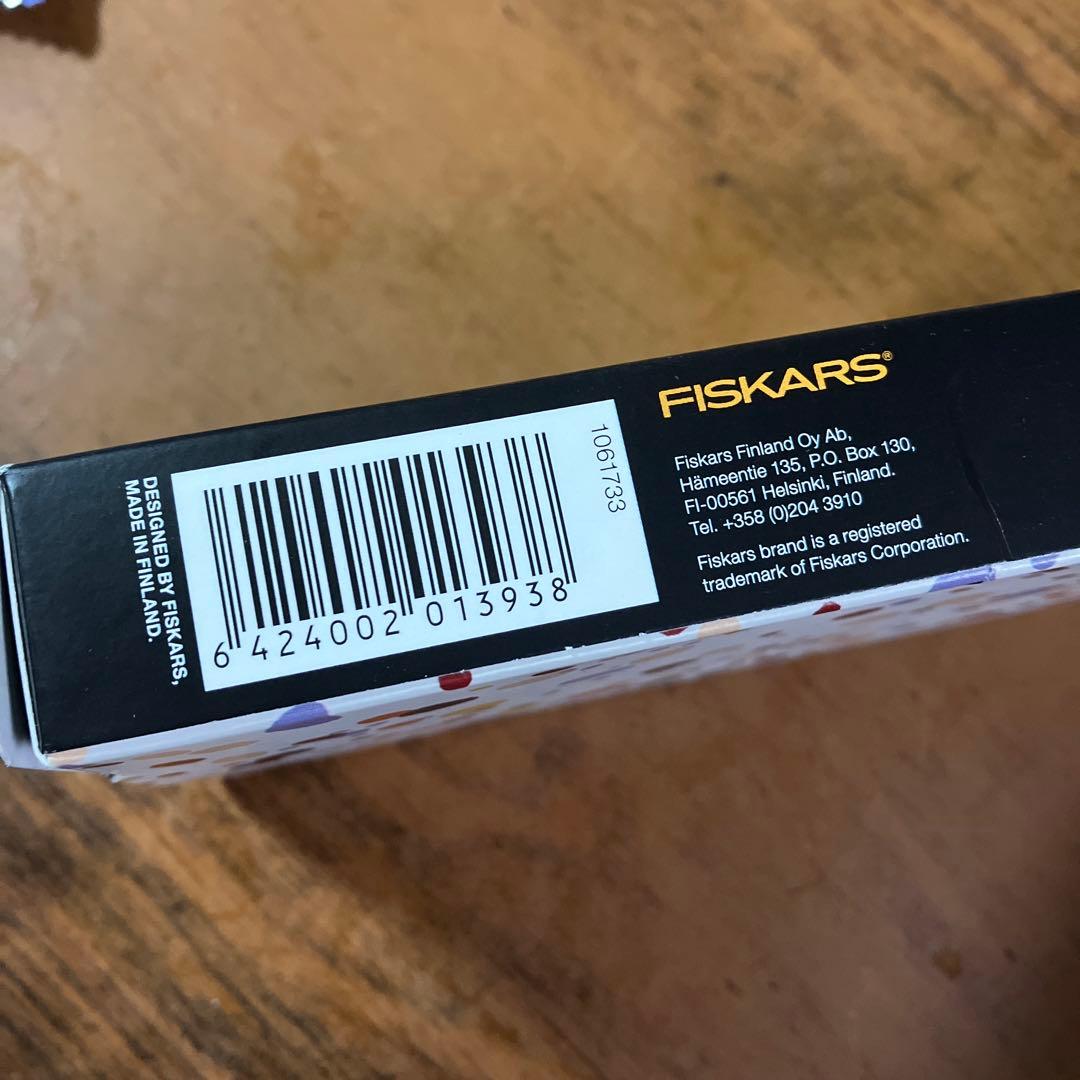 DESIGNED BY FISKARS,
MADE IN FINLAND.
6 424002 013938
1061733
FISKARS®
Fiskars Finland Oy Ab,
Hämeentie 135, P.O. Box 130,
FI-00561 Helsinki, Finland.
Tel. +358 (0)204 3910
Fiskars brand is a registered
trademark of Fiskars Corporation.